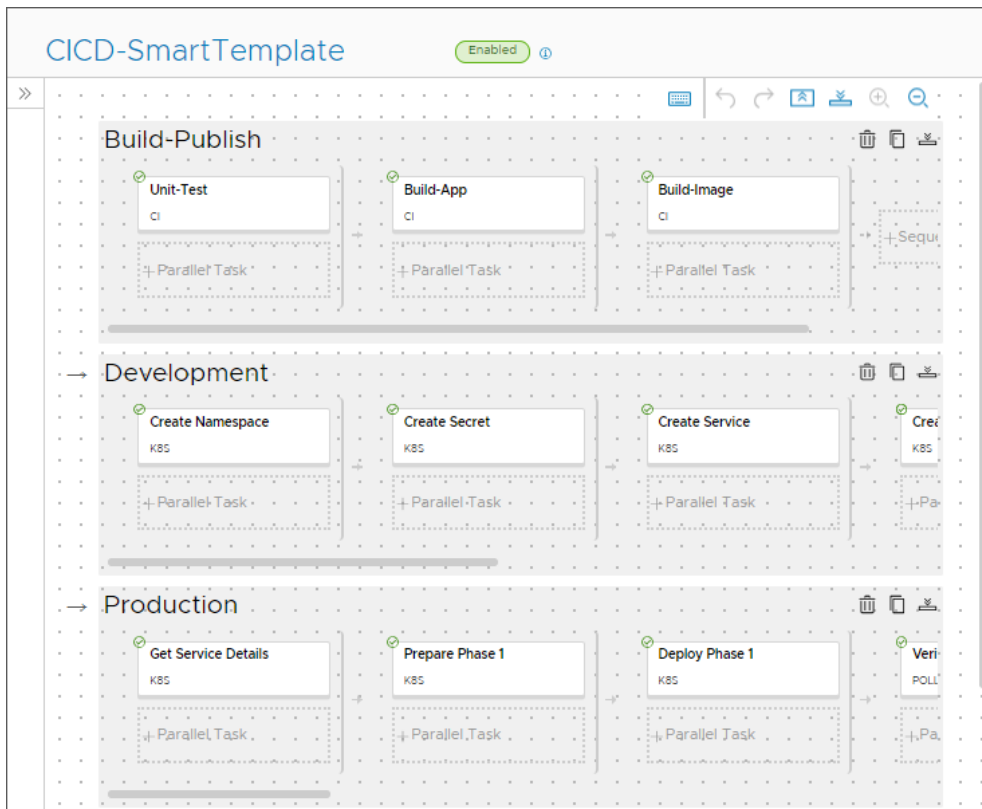 CICD-SmartTemplate Enabled
Build-Publish
Unit-Test Build-App Build-Image
CI CI CI
+Sequ
+Parallel Task +Parallel Task +Parallel Task
Development
Create Namespace Create Secret Create Service Crea
K8S K8S K8S K8S
+Parallel Task +Parallel Task +Parallel Task +Pa
Production
Get Service Details Prepare Phase 1 Deploy Phase 1 Veri
K8S K8S K8S POLL
+Parallel Task +Parallel Task +Parallel Task +Pa